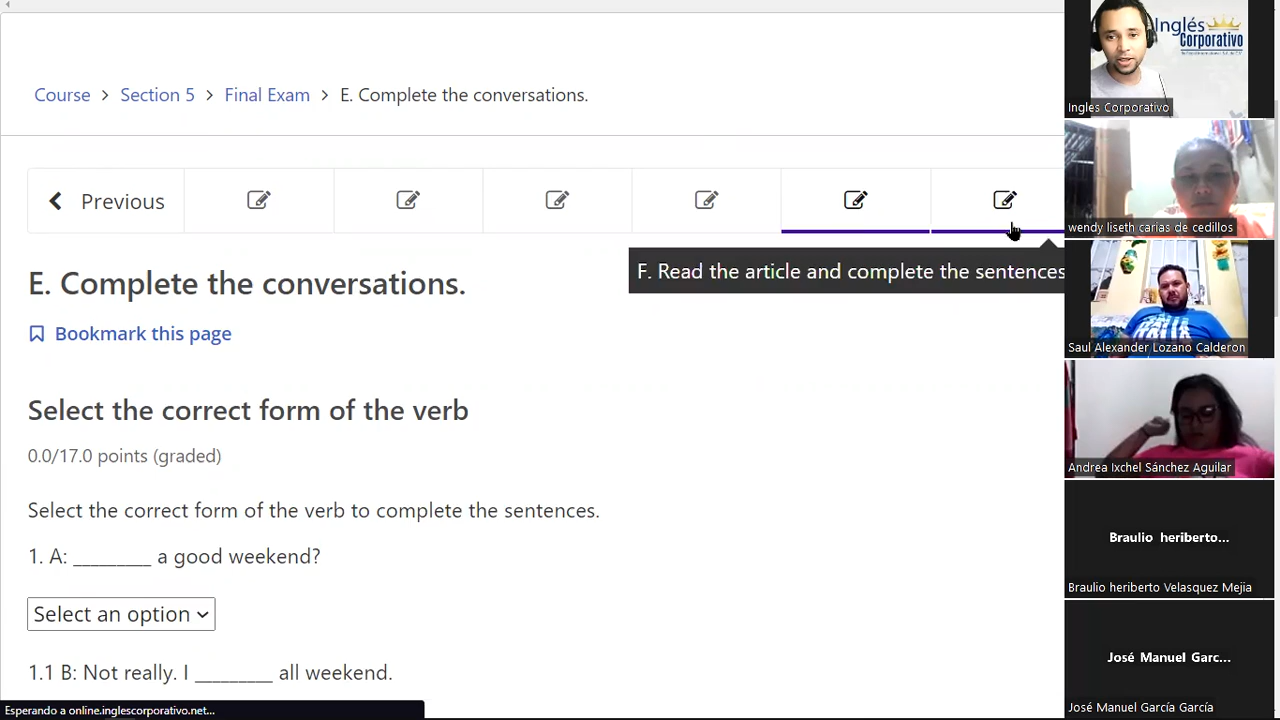 Course > Section 5 > Final Exam > E. Complete the conversations.
Previous
F. Read the article and complete the sentences
E. Complete the conversations.
Bookmark this page
Select the correct form of the verb
0.0/17.0 points (graded)
Select the correct form of the verb to complete the sentences.
1. A: _________ a good weekend?
Select an option
1.1 B: Not really. I _________ all weekend.
Esperando a online.inglescorporativo.net...
Inglés
Corporativo
Ingles Corporativo
wendy liseth carias de cedillos
Saul Alexander Lozano Calderon
Andrea Ixchel Sánchez Aguilar
Braulio heriberto...
Braulio heriberto Velasquez Mejia
José Manuel Garc...
José Manuel García García